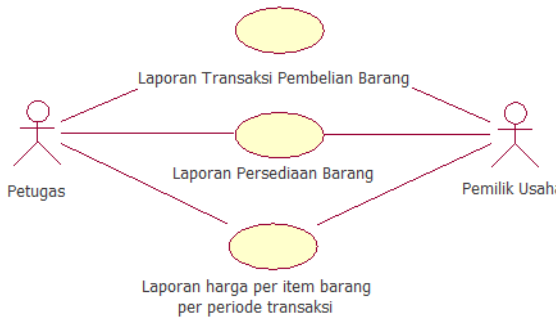 Laporan Transaksi Pembelian Barang
Petugas
Laporan Persediaan Barang
Pemilik Usaha
Laporan harga per item barang
per periode transaksi